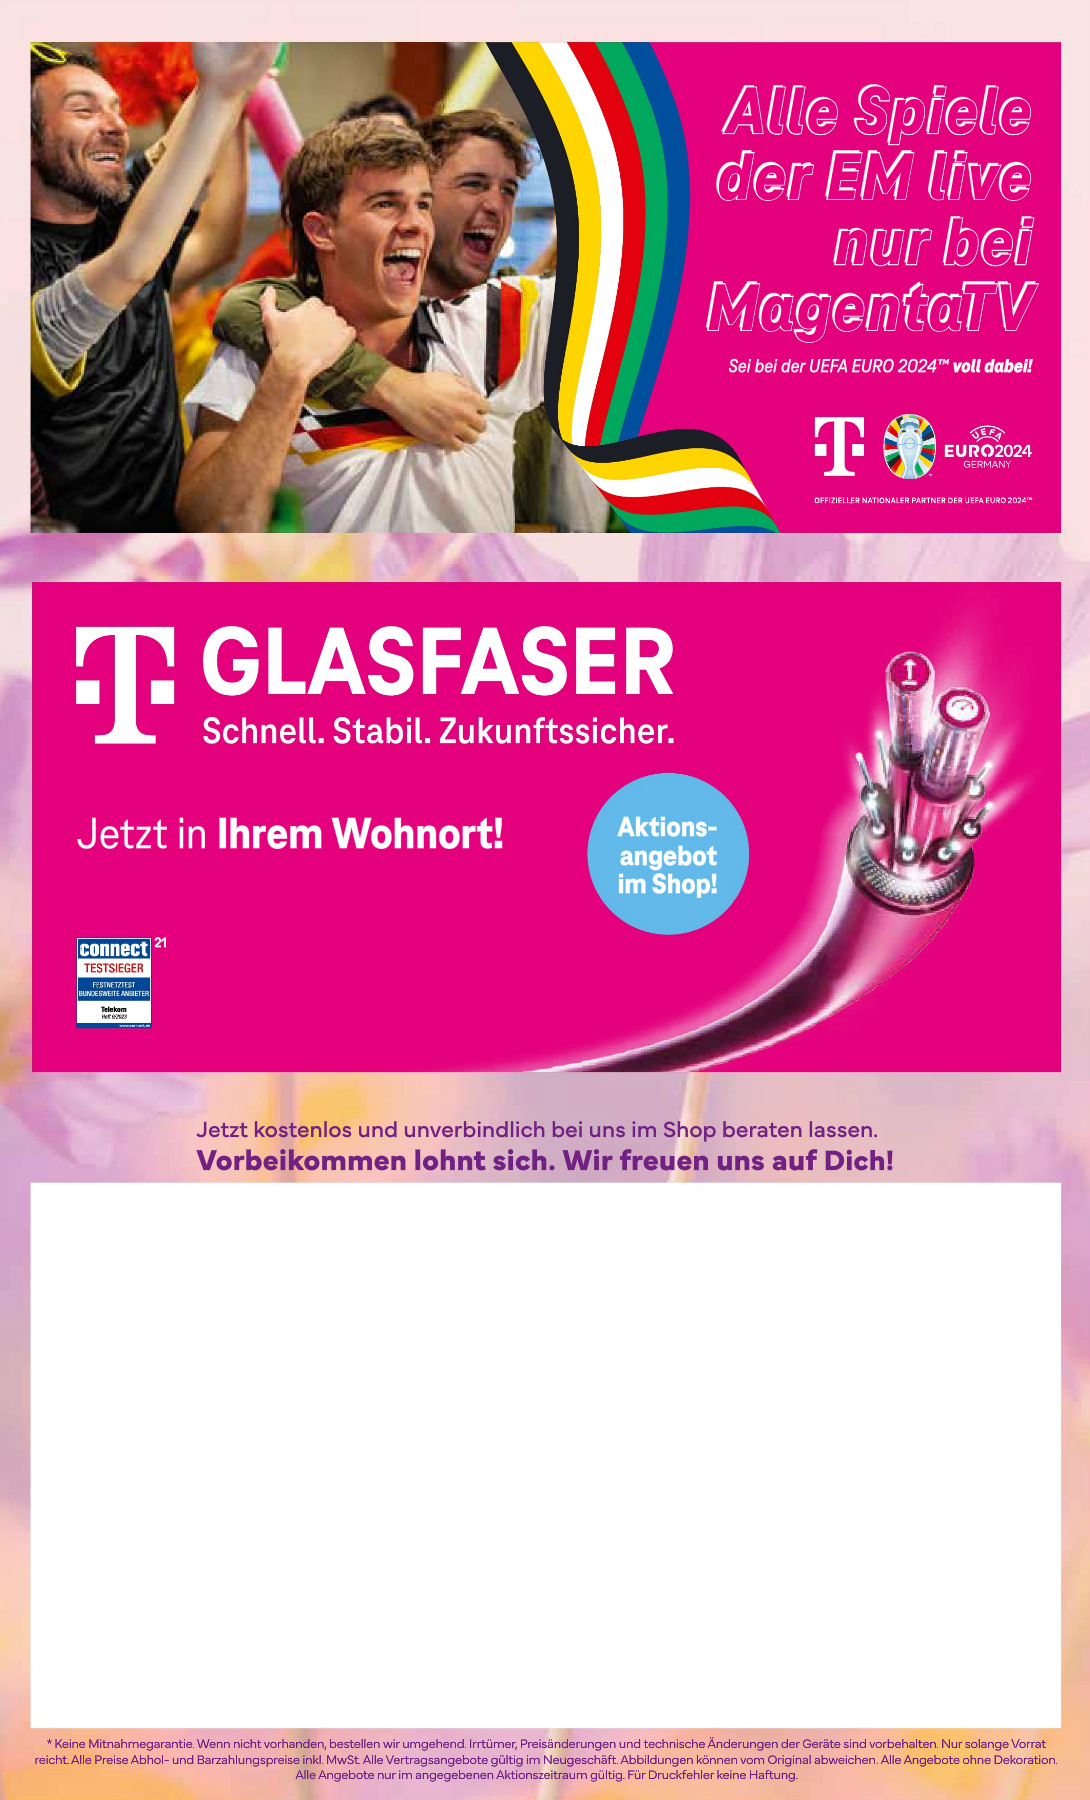 Alle Spiele
der EM live
nur bei
MagentaTV
Sei bei der UEFA EURO 2024™ voll dabei!
T
UEFA
EURO2024
GERMANY
OFFIZIELLER NATIONALER PARTNER DER UEFA EURO 2024™
T GLASFASER
Schnell. Stabil. Zukunftssicher.
Jetzt in Ihrem Wohnort!
Aktions-
angebot
im Shop!
connect 21
TESTSIEGER
FESTNETZTEST
BUNDESWEITE ANBIETER
Telekom
Heft 8/2023
www.connect.de
Jetzt kostenlos und unverbindlich bei uns im Shop beraten lassen.
Vorbeikommen lohnt sich. Wir freuen uns auf Dich!
* Keine Mitnahmegarantie. Wenn nicht vorhanden, bestellen wir umgehend. Irrtümer, Preisänderungen und technische Änderungen der Geräte sind vorbehalten. Nur solange Vorrat
reicht. Alle Preise Abhol- und Barzahlungspreise inkl. MwSt. Alle Vertragsangebote gültig im Neugeschäft. Abbildungen können vom Original abweichen. Alle Angebote ohne Dekoration.
Alle Angebote nur im angegebenen Aktionszeitraum gültig. Für Druckfehler keine Haftung.